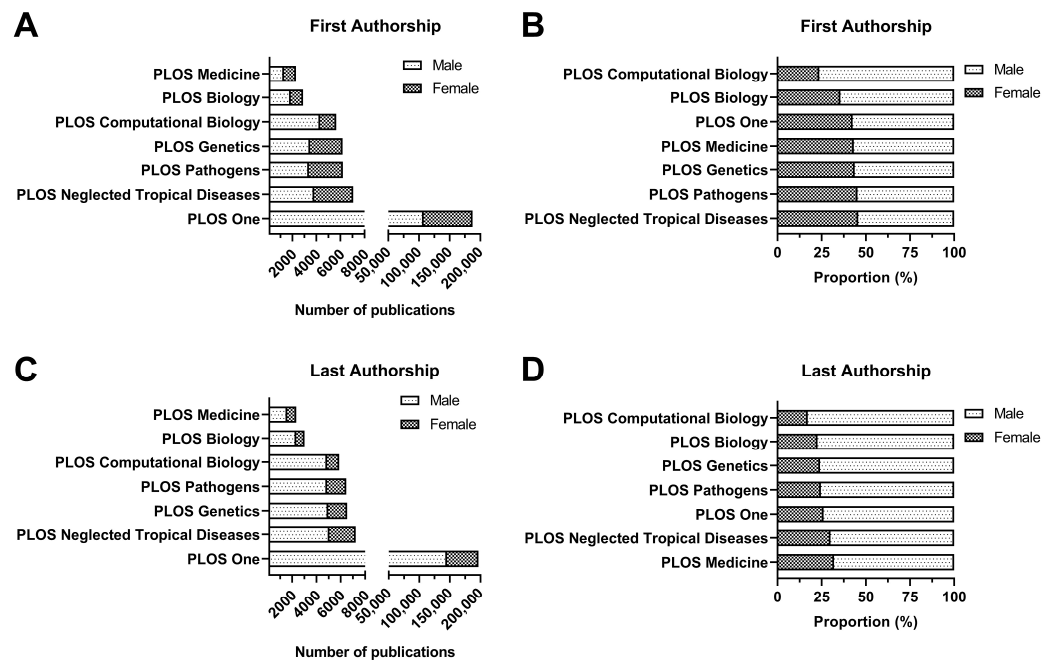 A
First Authorship
PLOS Medicine
PLOS Biology
PLOS Computational Biology
PLOS Genetics
PLOS Pathogens
PLOS Neglected Tropical Diseases
PLOS One
Male
Female
2000
4000
6000
8000
50,000
100,000
150,000
200,000
Number of publications
B
First Authorship
PLOS Computational Biology
PLOS Biology
PLOS One
PLOS Medicine
PLOS Genetics
PLOS Pathogens
PLOS Neglected Tropical Diseases
Male
Female
0 25 50 75 100
Proportion (%)
C
Last Authorship
PLOS Medicine
PLOS Biology
PLOS Computational Biology
PLOS Pathogens
PLOS Genetics
PLOS Neglected Tropical Diseases
PLOS One
Male
Female
2000
4000
6000
8000
50,000
100,000
150,000
200,000
Number of publications
D
Last Authorship
PLOS Computational Biology
PLOS Biology
PLOS Genetics
PLOS Pathogens
PLOS One
PLOS Neglected Tropical Diseases
PLOS Medicine
Male
Female
0 25 50 75 100
Proportion (%)